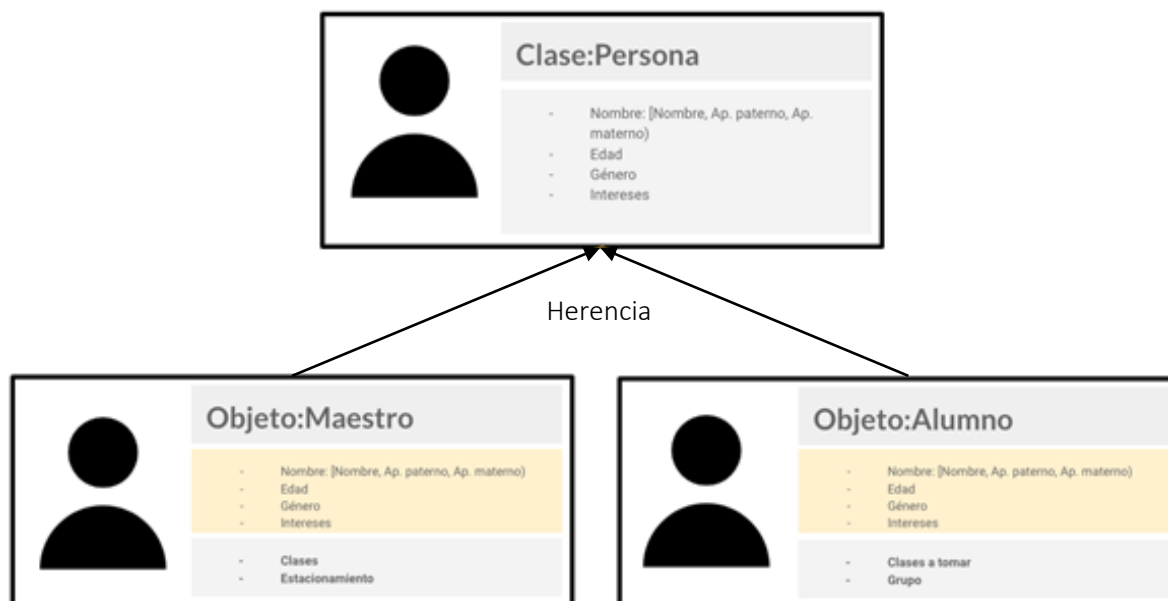 Clase:Persona
- Nombre: [Nombre, Ap. paterno, Ap.
materno)
- Edad
- Género
- Intereses
Herencia
Objeto:Maestro
- Nombre: [Nombre, Ap. paterno, Ap. materno)
- Edad
- Género
- Intereses
- Clases
- Estacionamiento
Objeto:Alumno
- Nombre: [Nombre, Ap. paterno, Ap. materno)
- Edad
- Género
- Intereses
- Clases a tomar
- Grupo